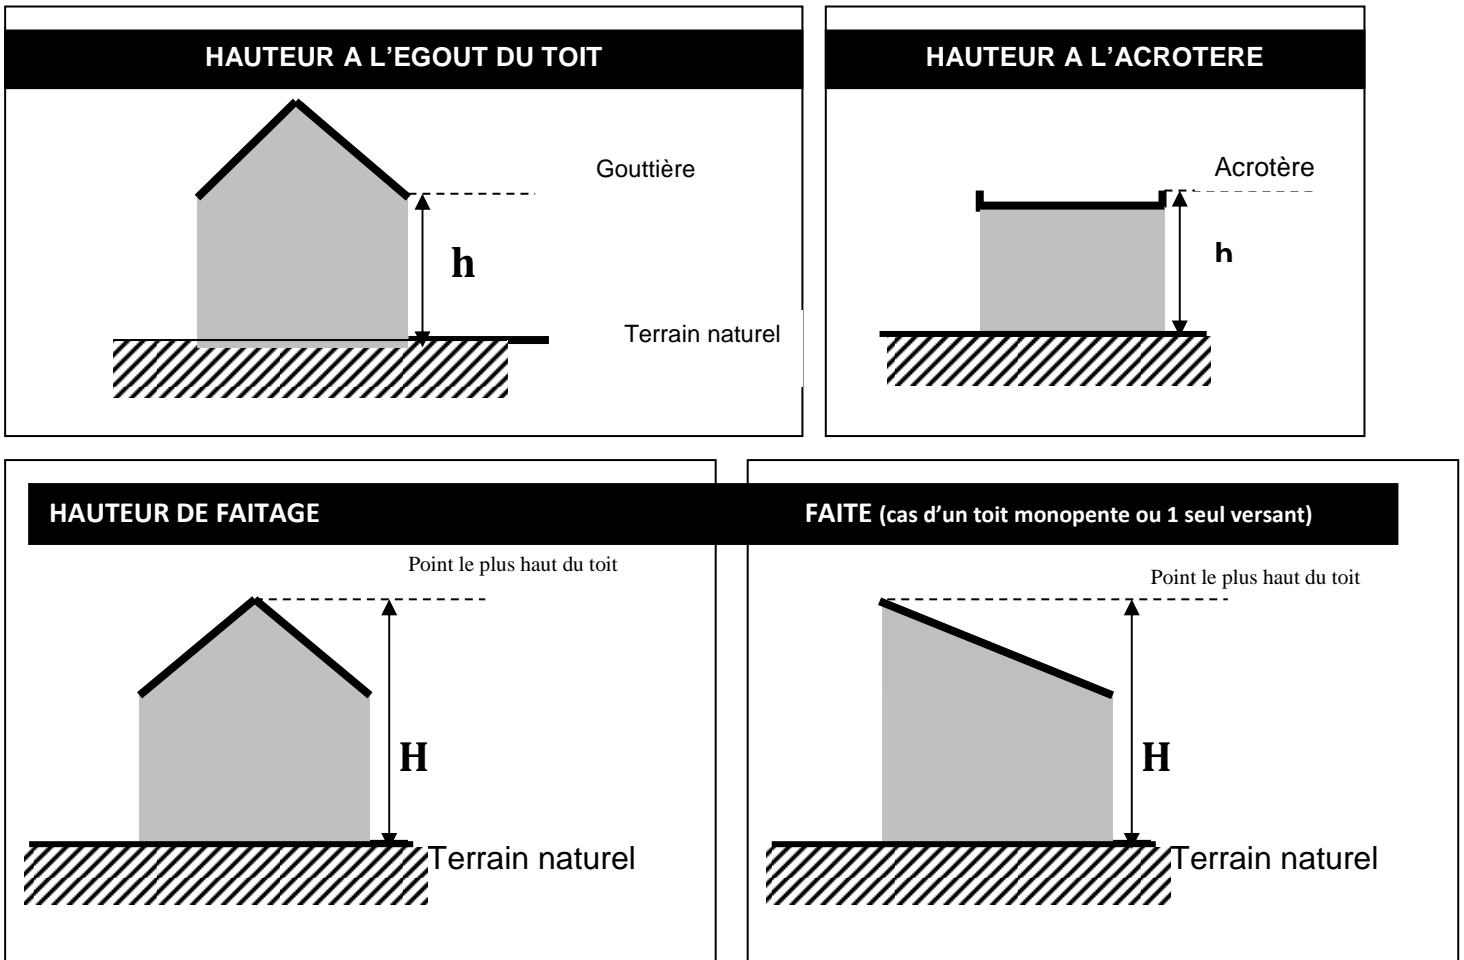 HAUTEUR A L'EGOUT DU TOIT
Gouttière
h
Terrain naturel
HAUTEUR A L'ACROTERE
Acrotère
h
HAUTEUR DE FAITAGE
Point le plus haut du toit
H
Terrain naturel
FAITE (cas d'un toit monopente ou 1 seul versant)
Point le plus haut du toit
H
Terrain naturel